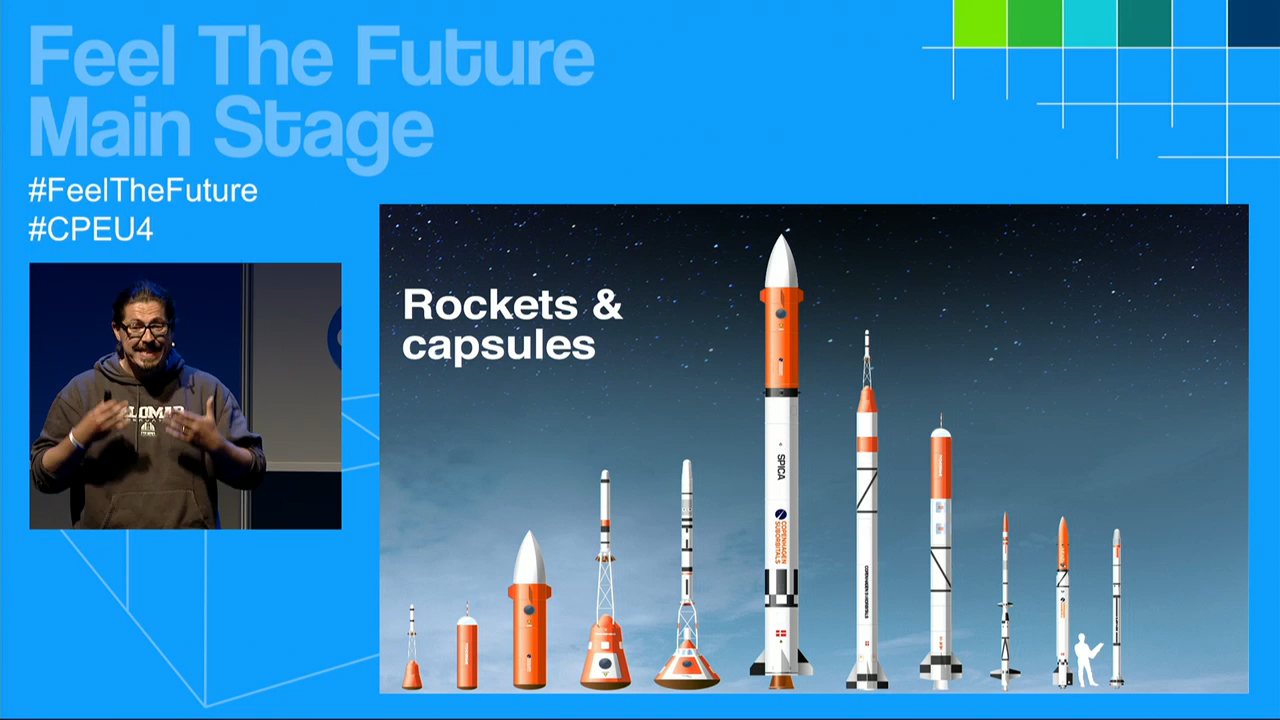 Feel The Future
Main Stage
#FeelTheFuture
#CPEU4
Rockets &
capsules
SPICA
COPENHAGEN
SUBORBITALS